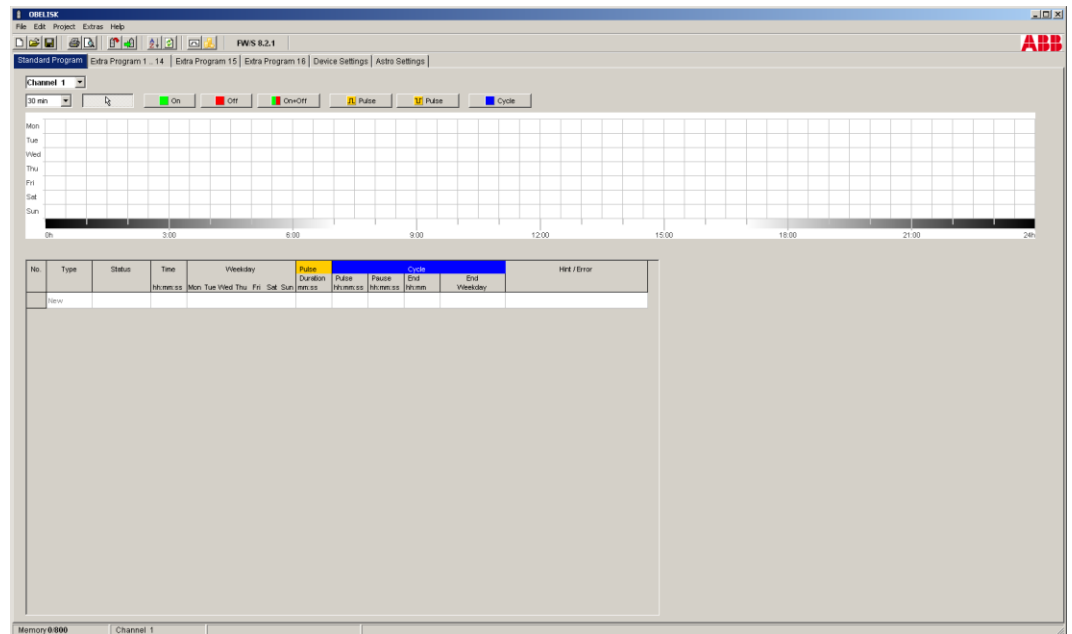 OBELISK
File Edit Project Extras Help
FW/S 8.2.1
ABB
Standard Program Extra Program 1 .. 14 Extra Program 15 Extra Program 16 Device Settings Astro Settings
Channel 1
30 min On Off On+Off Pulse Pulse Cycle
Mon
Tue
Wed
Thu
Fri
Sat
Sun
0h 3:00 6:00 9:00 12:00 15:00 18:00 21:00 24h
No. Type Status Time Weekday Pulse Cycle Hint / Error
Duration Pulse Pause End End
hh:mm:ss Mon Tue Wed Thu Fri Sat Sun mm:ss hh:mm:ss hh:mm:ss hh:mm Weekday
New
Memory 0/800 Channel 1